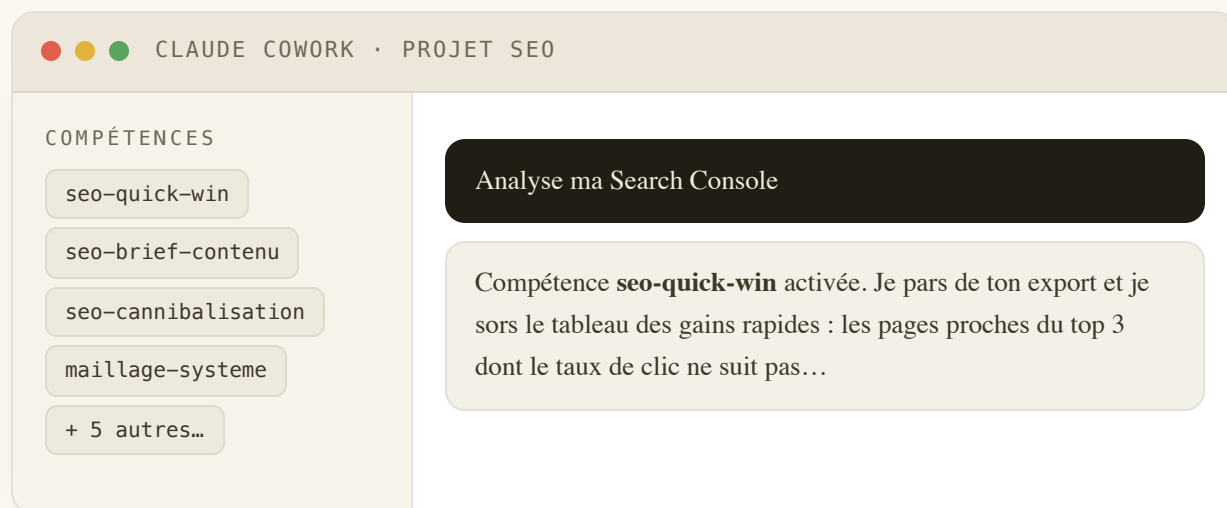 CLAUDE COWORK · PROJET SEO
COMPÉTENCES
seo-quick-win
seo-brief-contenu
seo-cannibalisation
maillage-systeme
+ 5 autres…
Analyse ma Search Console
Compétence seo-quick-win activée. Je pars de ton export et je
sors le tableau des gains rapides : les pages proches du top 3
dont le taux de clic ne suit pas…